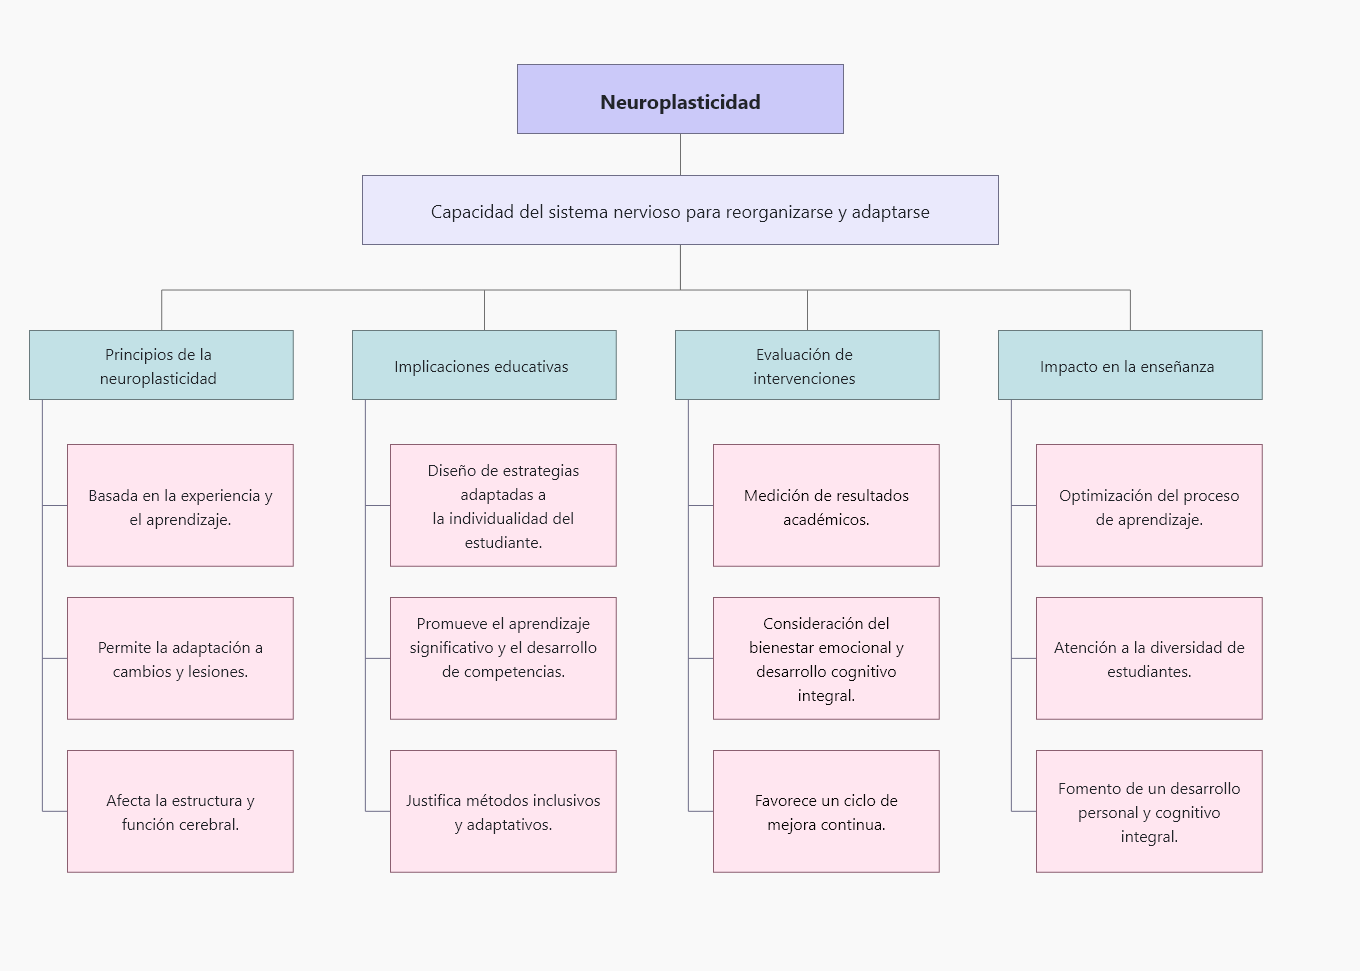 Neuroplasticidad
Capacidad del sistema nervioso para reorganizarse y adaptarse
Principios de la
neuroplasticidad
Basada en la experiencia y
el aprendizaje.
Permite la adaptación a
cambios y lesiones.
Afecta la estructura y
función cerebral.
Implicaciones educativas
Diseño de estrategias
adaptadas a
la individualidad del
estudiante.
Promueve el aprendizaje
significativo y el desarrollo
de competencias.
Justifica métodos inclusivos
y adaptativos.
Evaluación de
intervenciones
Medición de resultados
académicos.
Consideración del
bienestar emocional y
desarrollo cognitivo
integral.
Favorece un ciclo de
mejora continua.
Impacto en la enseñanza
Optimización del proceso
de aprendizaje.
Atención a la diversidad de
estudiantes.
Fomento de un desarrollo
personal y cognitivo
integral.